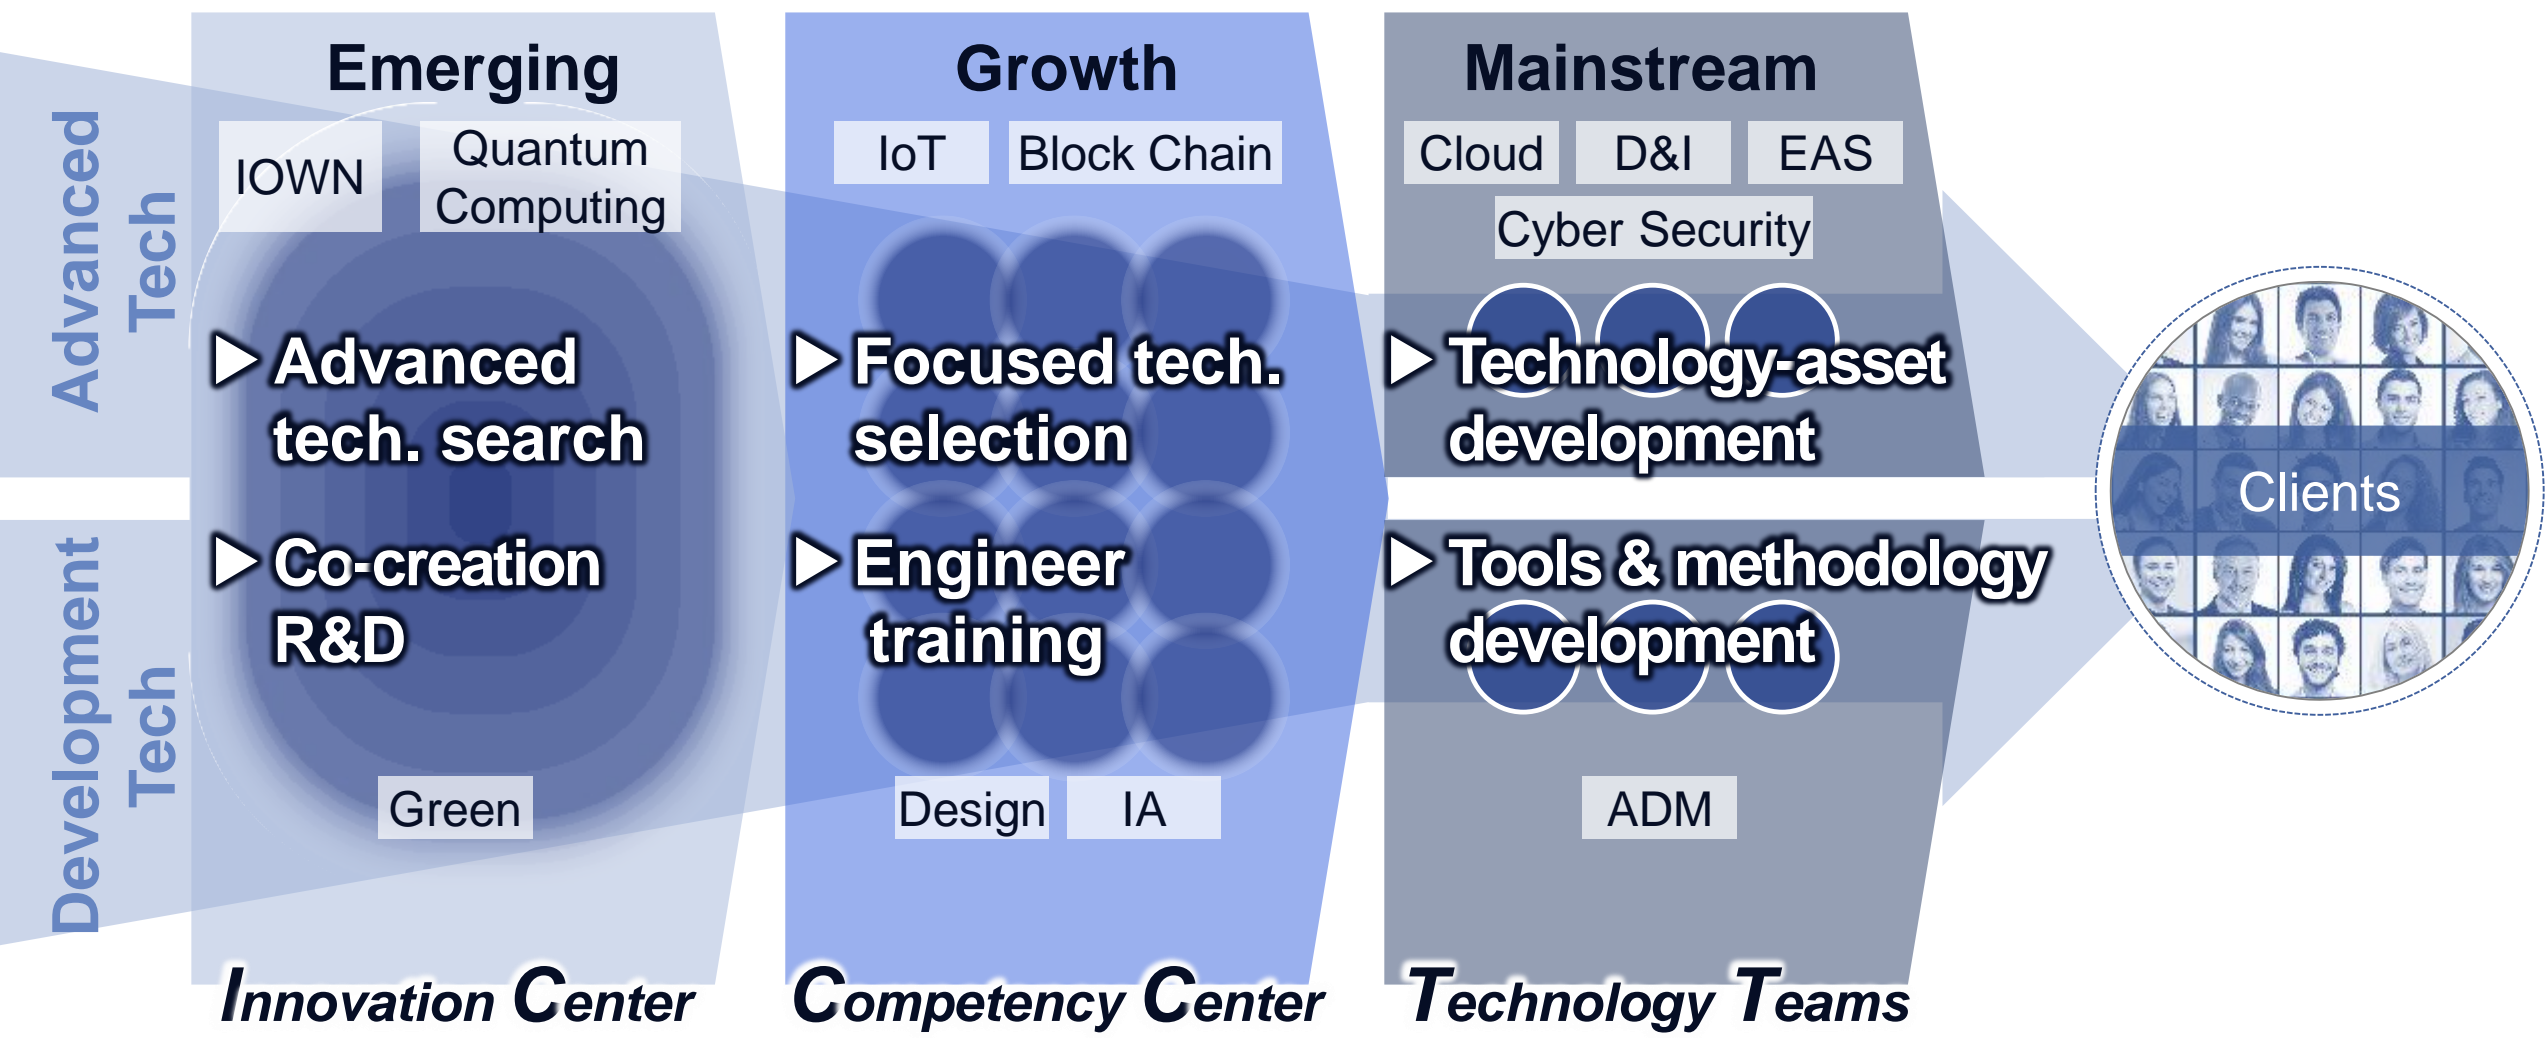 Advanced
Tech
Development
Tech
Emerging
IOWN
Quantum
Computing
Advanced
tech. search
Co-creation
R&D
Green
Innovation Center
Growth
IoT
Block Chain
Focused tech.
selection
Engineer
training
Design
IA
Competency Center
Mainstream
Cloud
D&I
EAS
Cyber Security
Technology-asset
development
Tools & methodology
development
ADM
Technology Teams
Clients